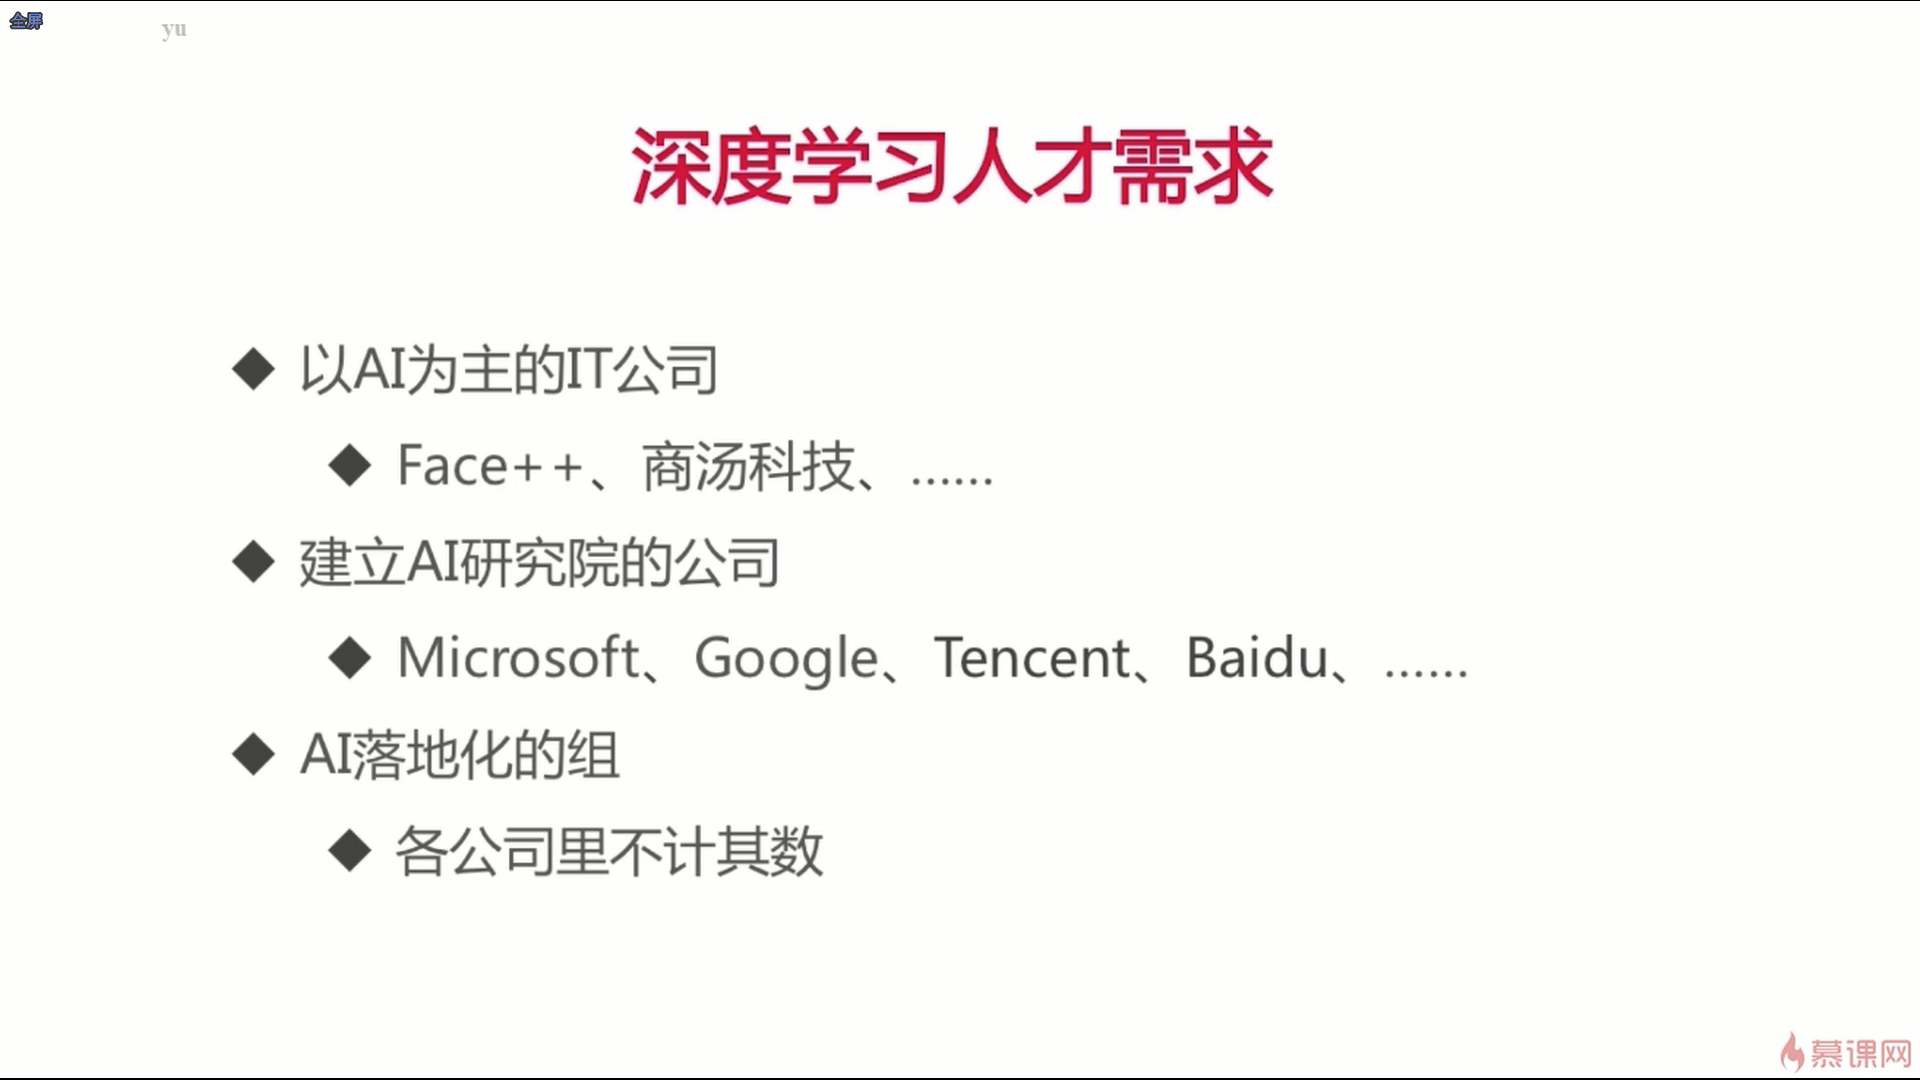 全屏
yu
深度学习人才需求
◆ 以AI为主的IT公司
◆ Face++、商汤科技、……
◆ 建立AI研究院的公司
◆ Microsoft、Google、Tencent、Baidu、……
◆ AI落地化的组
◆ 各公司里不计其数
慕课网